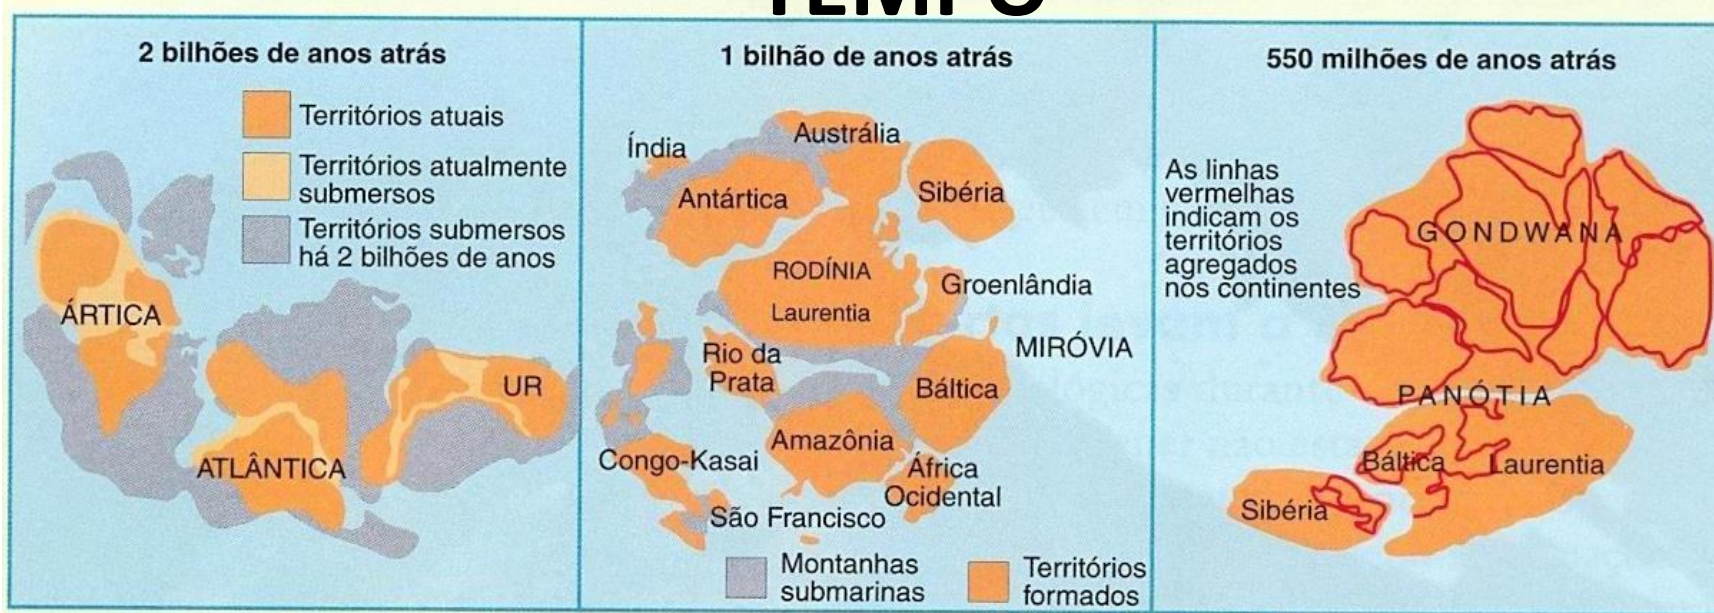 TEMPO
2 bilhões de anos atrás
Territórios atuais
Territórios atualmente
submersos
Territórios submersos
há 2 bilhões de anos
ÁRTICA
ATLÂNTICA
UR
1 bilhão de anos atrás
Índia
Austrália
Antártica
Sibéria
RODÍNIA
Laurentia
Groenlândia
MIRÓVIA
Rio da
Prata
Báltica
Amazônia
Congo-Kasai
África
Ocidental
São Francisco
Montanhas
submarinas
Territórios
formados
550 milhões de anos atrás
As linhas
vermelhas
indicam os
territórios
agregados
nos continentes
GONDWANA
PANÓTIA
Báltica
Laurentia
Sibéria